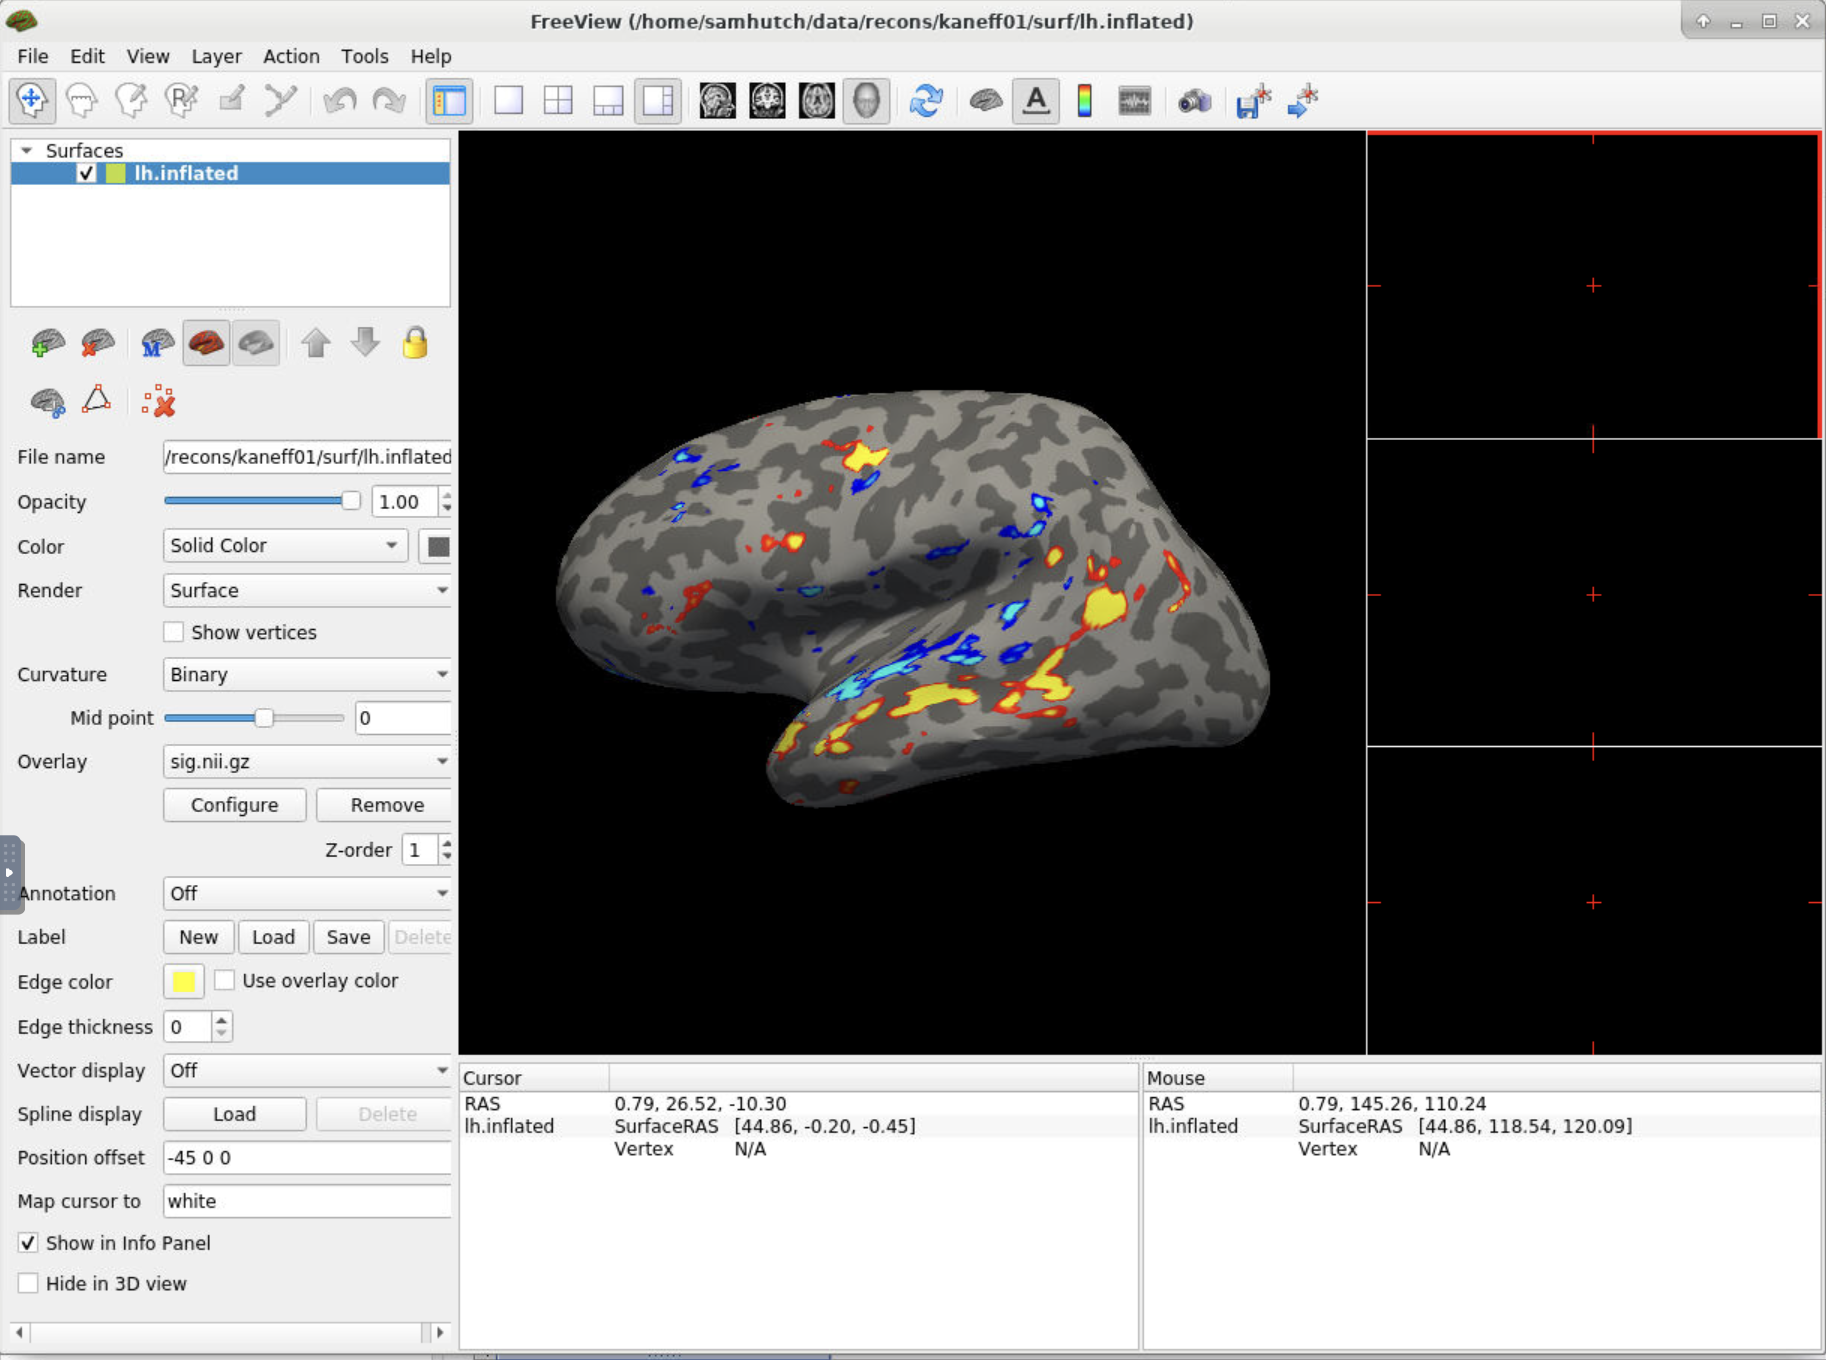 FreeView (/home/samhutch/data/recons/kaneff01/surf/lh.inflated)
File Edit View Layer Action Tools Help
R A
Surfaces
lh.inflated
M
File name /recons/kaneff01/surf/lh.inflated
Opacity 1.00
Color Solid Color
Render Surface
Show vertices
Curvature Binary
Mid point 0
Overlay sig.nii.gz
Configure Remove
Z-order 1
Annotation Off
Label New Load Save Delete
Edge color Use overlay color
Edge thickness 0
Vector display Off
Spline display Load Delete
Position offset -45 0 0
Map cursor to white
Show in Info Panel
Hide in 3D view
Cursor
RAS 0.79, 26.52, -10.30
lh.inflated SurfaceRAS [44.86, -0.20, -0.45]
Vertex N/A
Mouse
RAS 0.79, 145.26, 110.24
lh.inflated SurfaceRAS [44.86, 118.54, 120.09]
Vertex N/A